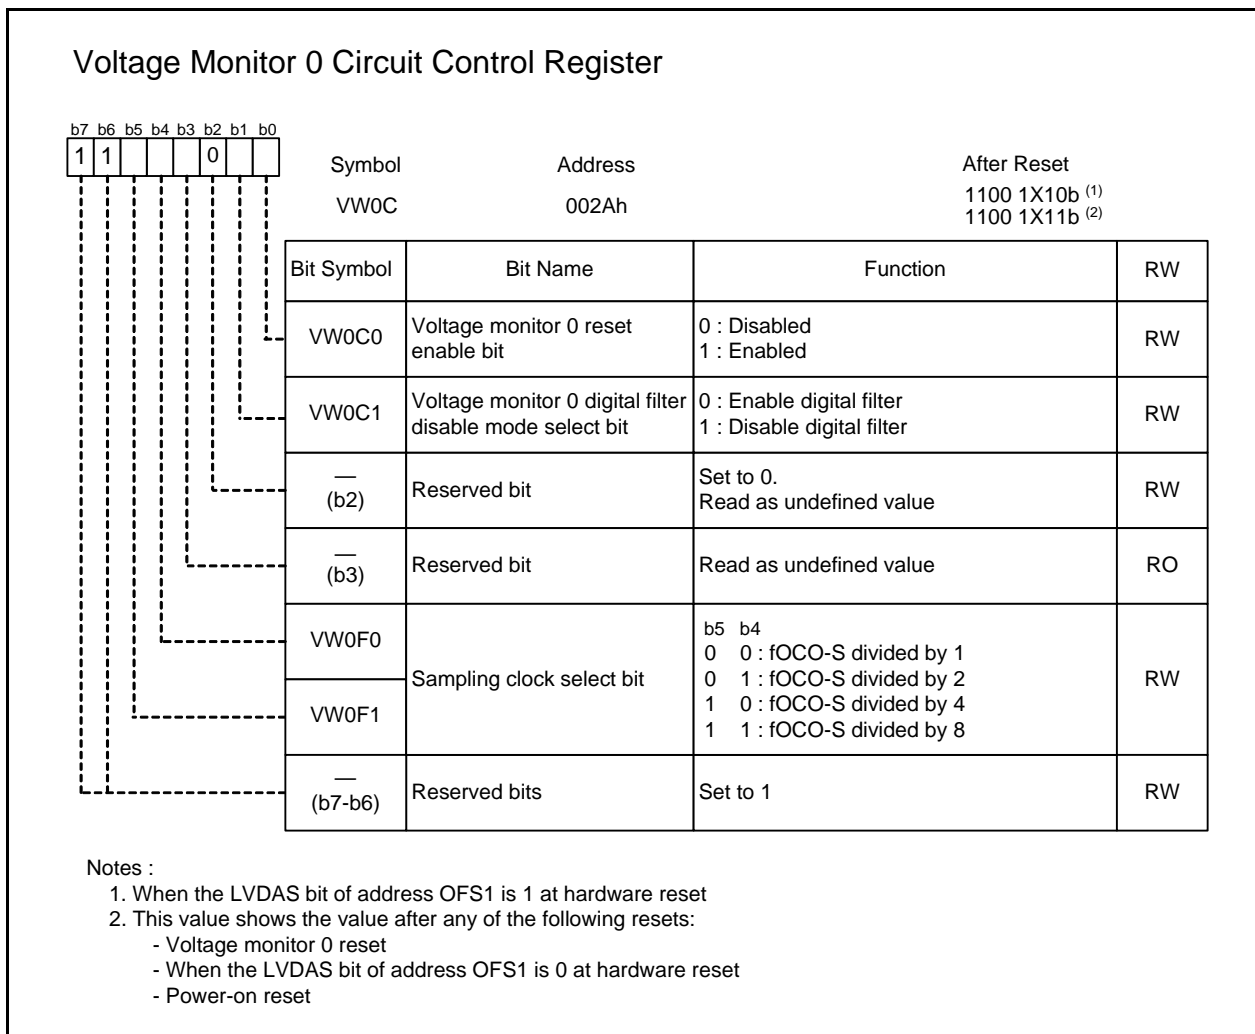 Voltage Monitor 0 Circuit Control Register
b7 b6 b5 b4 b3 b2 b1 b0
1 1 0
Symbol Address After Reset
VW0C 002Ah 1100 1X10b (1)
1100 1X11b (2)
Bit Symbol Bit Name Function RW
VW0C0 Voltage monitor 0 reset 0 : Disabled RW
enable bit 1 : Enabled
VW0C1 Voltage monitor 0 digital filter 0 : Enable digital filter RW
disable mode select bit 1 : Disable digital filter
— Reserved bit Set to 0. RW
(b2) Read as undefined value
— Reserved bit Read as undefined value RO
(b3)
VW0F0 Sampling clock select bit b5 b4 RW
0 0 : fOCO-S divided by 1
0 1 : fOCO-S divided by 2
VW0F1 1 0 : fOCO-S divided by 4
1 1 : fOCO-S divided by 8
— Reserved bits Set to 1 RW
(b7-b6)
Notes :
1. When the LVDAS bit of address OFS1 is 1 at hardware reset
2. This value shows the value after any of the following resets:
- Voltage monitor 0 reset
- When the LVDAS bit of address OFS1 is 0 at hardware reset
- Power-on reset